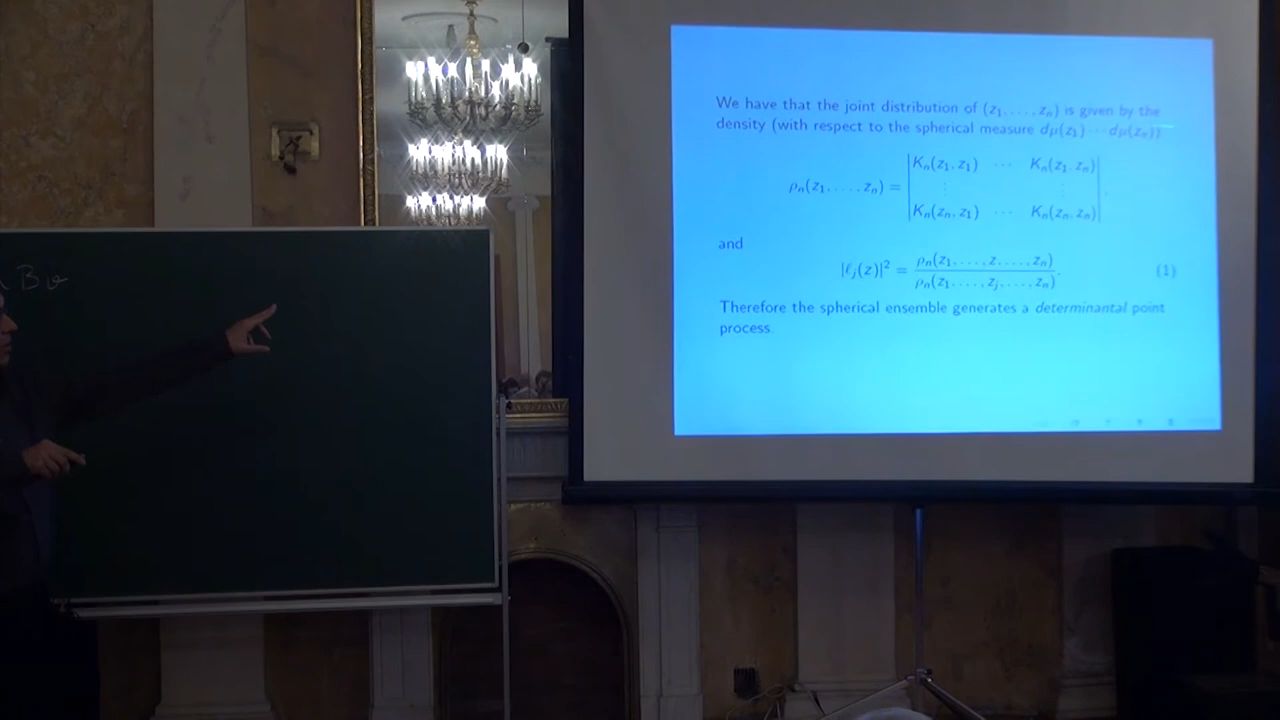 B v
We have that the joint distribution of (z₁, ..., zₙ) is given by the
density (with respect to the spherical measure dμ(z₁) ⋯ dμ(zₙ))
ρₙ(z₁, ..., zₙ) = |Kₙ(z₁, z₁) ⋯ Kₙ(z₁, zₙ)|
⋮ ⋮
|Kₙ(zₙ, z₁) ⋯ Kₙ(zₙ, zₙ)|.
and
|ℓⱼ(z)|² = ρₙ(z₁, ..., z, ..., zₙ) / ρₙ(z₁, ..., zⱼ, ..., zₙ). (1)
Therefore the spherical ensemble generates a determinantal point
process.